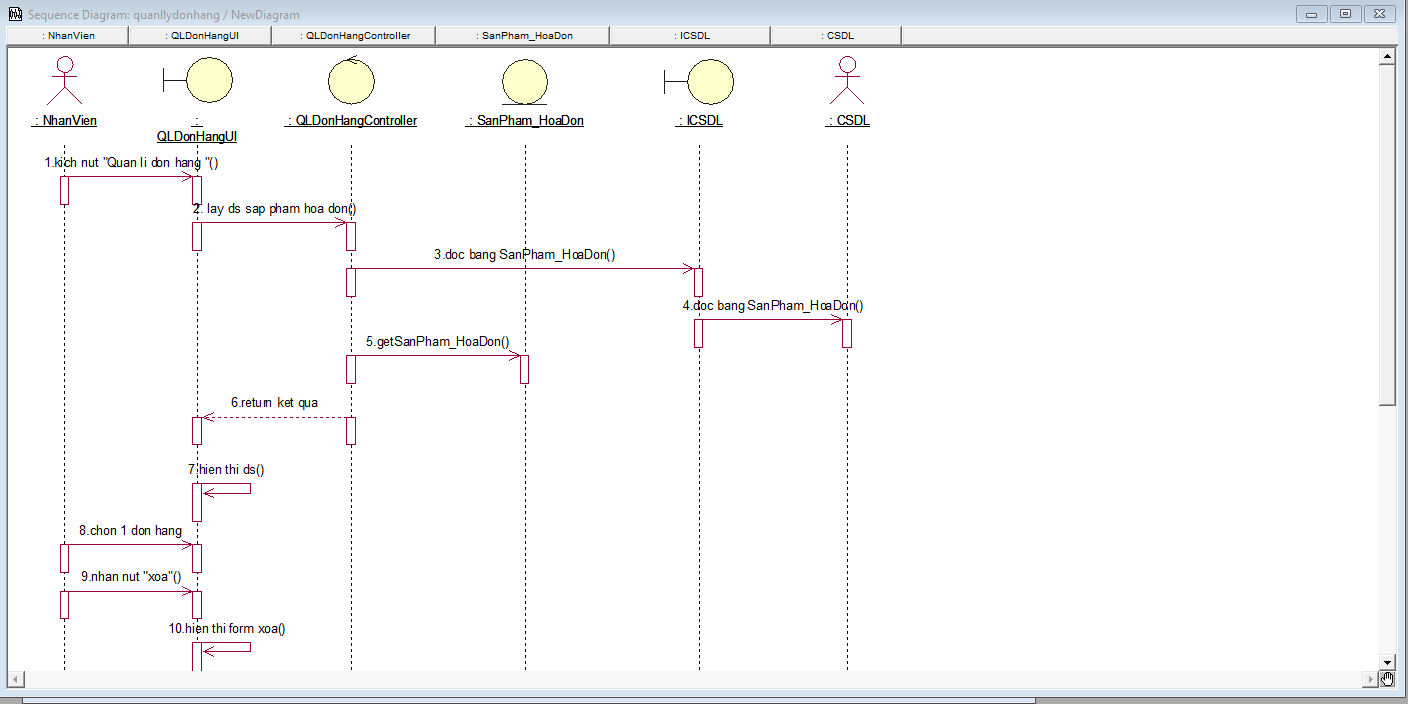 Sequence Diagram: quanllydonhang / NewDiagram
: NhanVien
: QLDonHangUI
: QLDonHangController
: SanPham_HoaDon
: ICSDL
: CSDL
: NhanVien
:
QLDonHangUI
: QLDonHangController
: SanPham_HoaDon
: ICSDL
: CSDL
1.kich nut "Quan li don hang "()
2. lay ds sap pham hoa don()
3.doc bang SanPham_HoaDon()
4.doc bang SanPham_HoaDon()
5.getSanPham_HoaDon()
6.return ket qua
7.hien thi ds()
8.chon 1 don hang
9.nhan nut "xoa"()
10.hien thi form xoa()